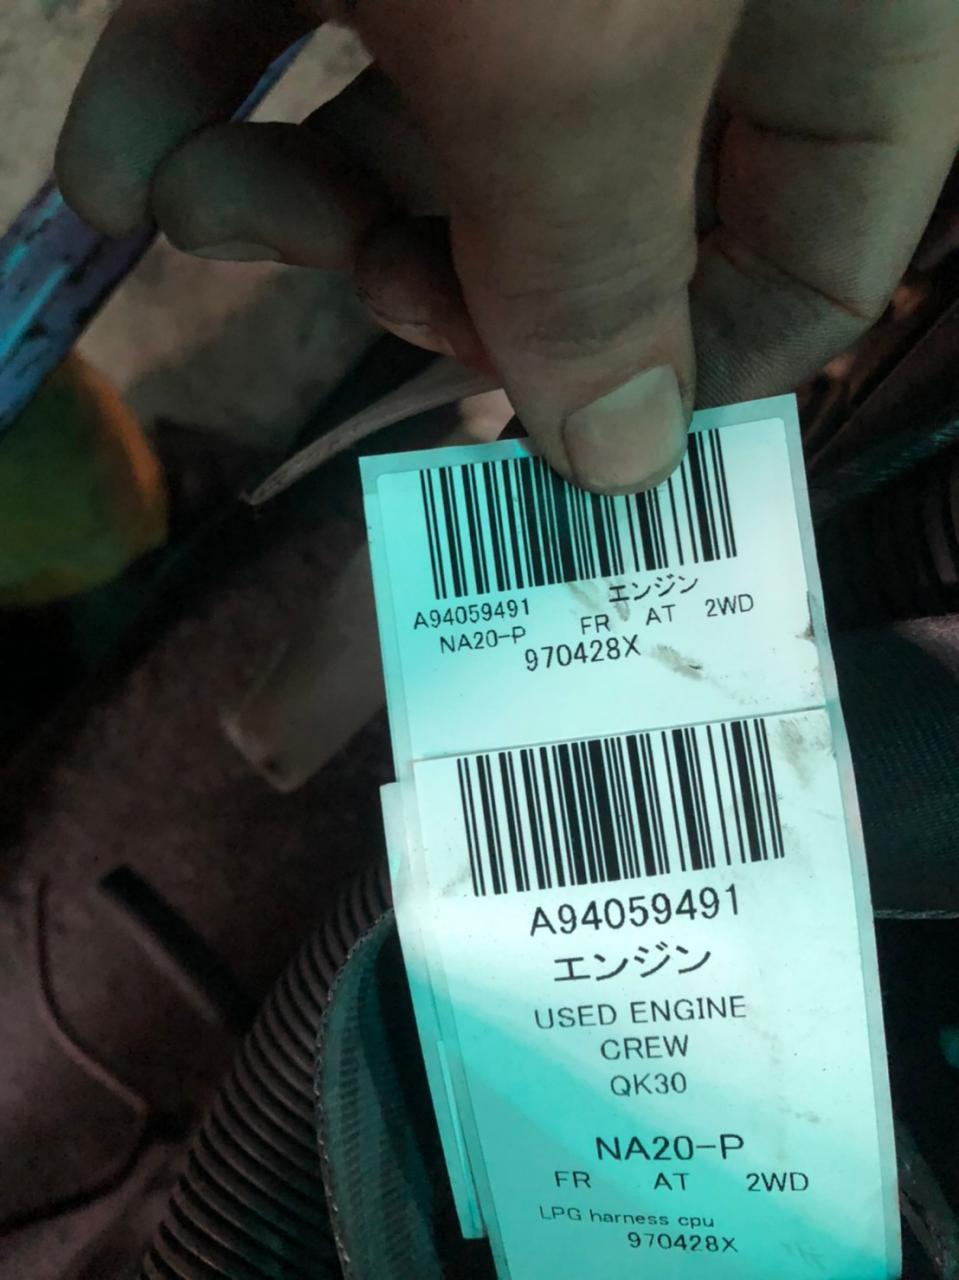 エンジン
A94059491
NA20-P FR AT 2WD
970428X
A94059491
エンジン
USED ENGINE
CREW
QK30
NA20-P
FR AT 2WD
LPG harness cpu
970428X